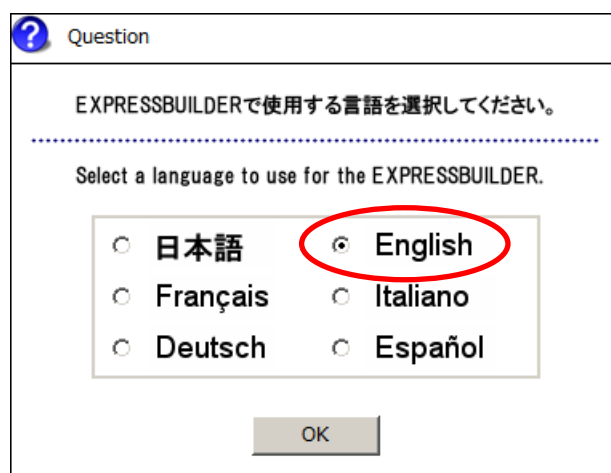 Question
EXPRESSBUILDERで使用する言語を選択してください。
Select a language to use for the EXPRESSBUILDER.
日本語 English
Français Italiano
Deutsch Español
OK